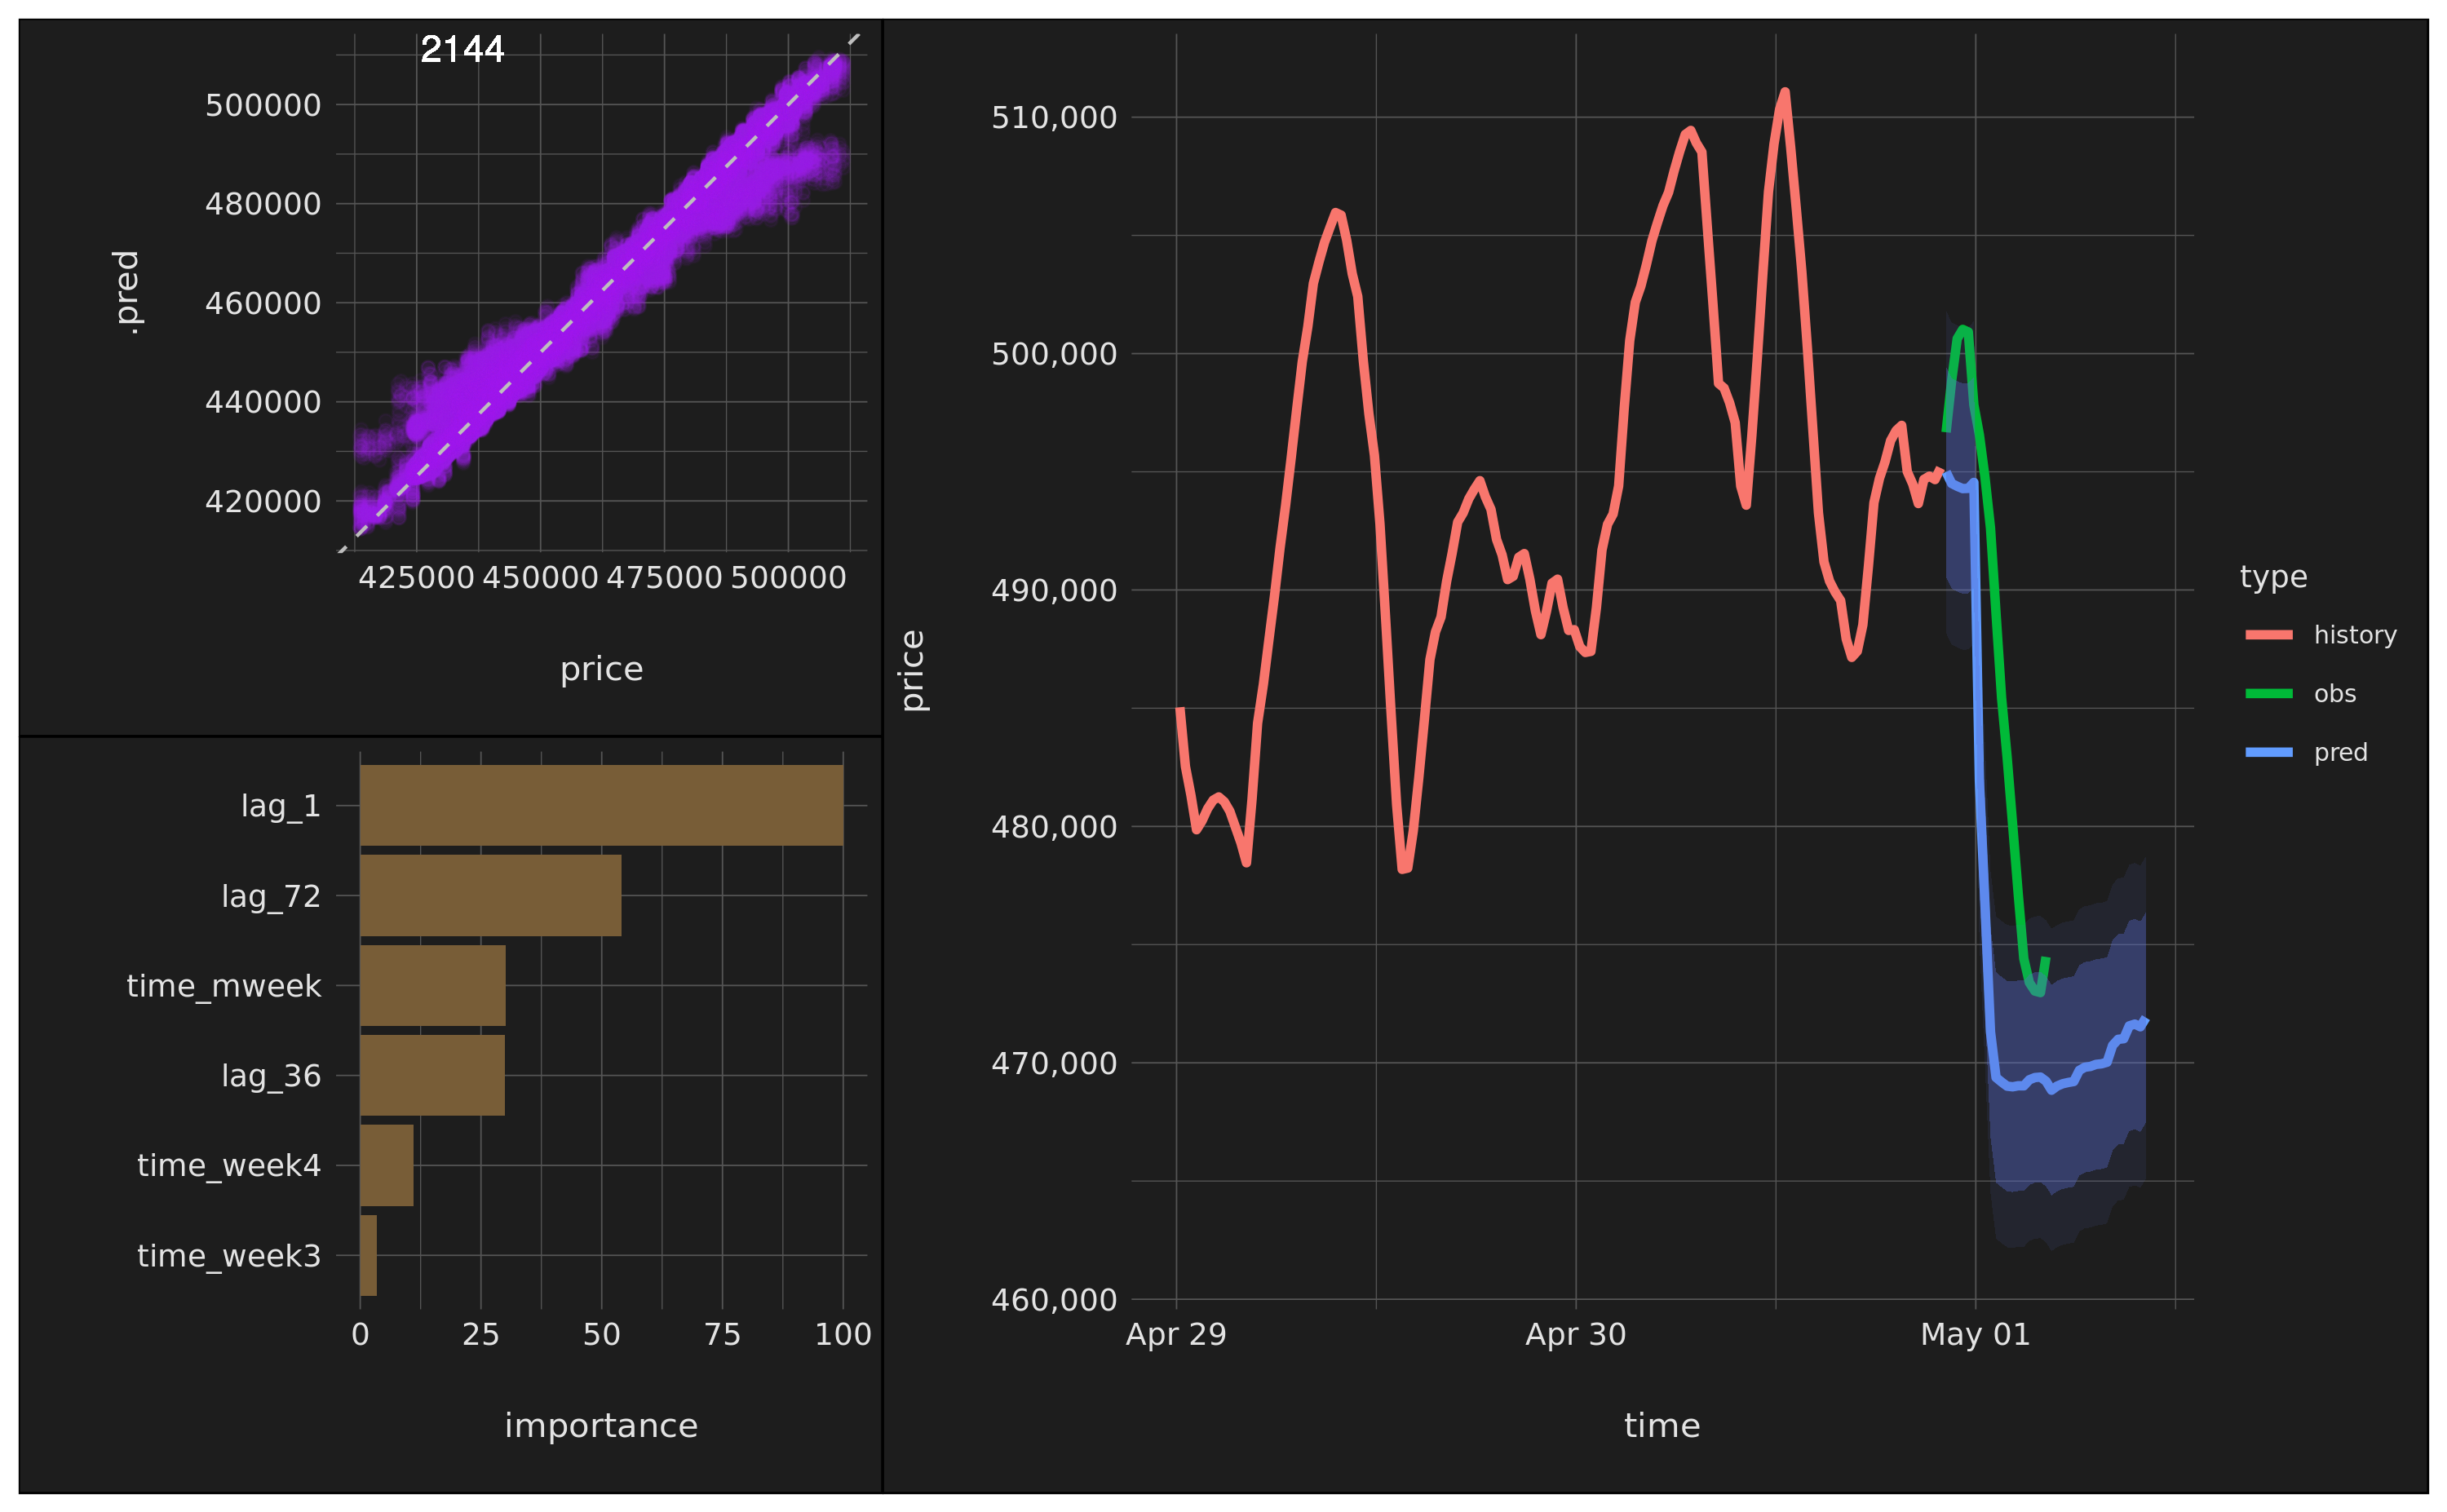 2144
.pred
500000
480000
460000
440000
420000
425000 450000 475000 500000
price
lag_1
lag_72
time_mweek
lag_36
time_week4
time_week3
0 25 50 75 100
importance
price
510,000
500,000
490,000
480,000
470,000
460,000
Apr 29 Apr 30 May 01
time
type
history
obs
pred